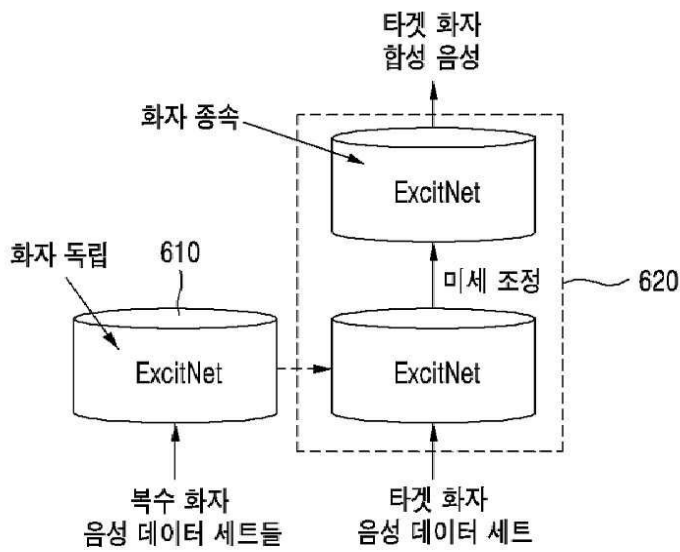 타겟 화자
합성 음성
화자 종속
ExcitNet
화자 독립
610
미세 조정
620
ExcitNet
ExcitNet
복수 화자
음성 데이터 세트들
타겟 화자
음성 데이터 세트